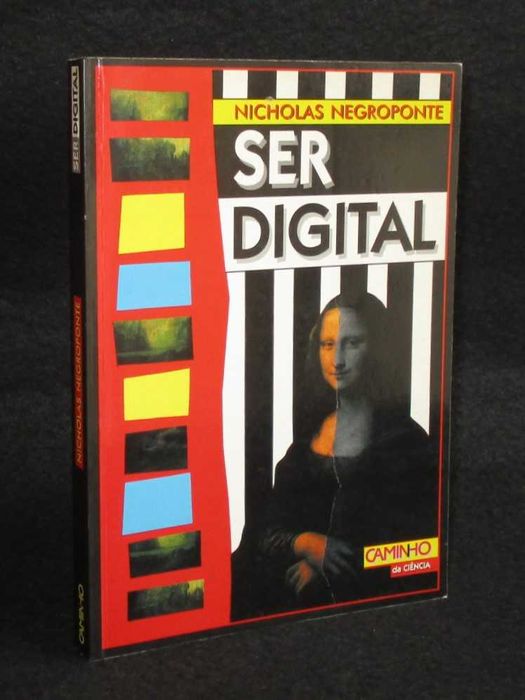 SER DIGITAL
NICHOLAS NEGROPONTE
CAMINHO
NICHOLAS NEGROPONTE
SER
DIGITAL
CAMINHO
da CIÊNCIA